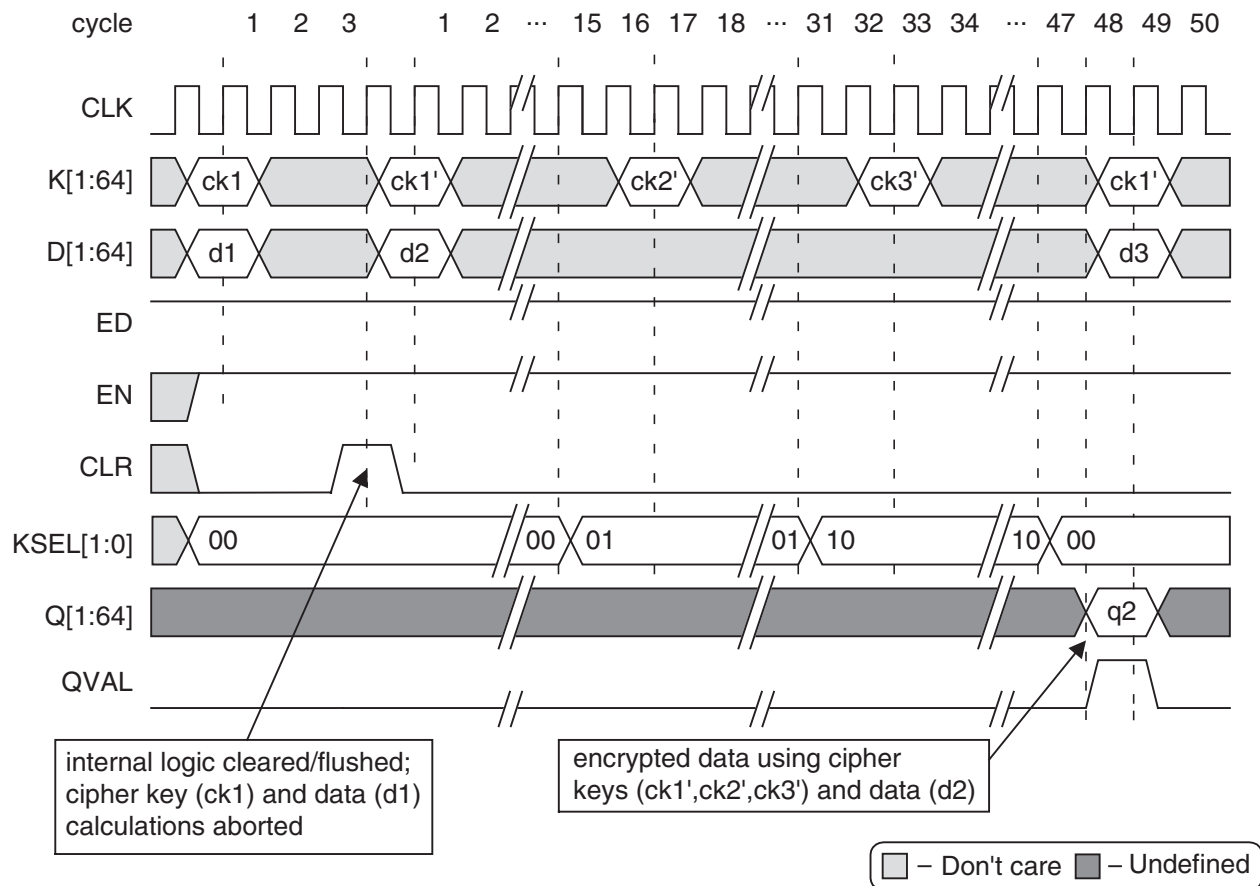 cycle 1 2 3 1 2 ··· 15 16 17 18 ··· 31 32 33 34 ··· 47 48 49 50
CLK
K[1:64] ck1 ck1' ck2' ck3' ck1'
D[1:64] d1 d2 d3
ED
EN
CLR
KSEL[1:0] 00 00 01 01 10 10 00
Q[1:64] q2
QVAL
internal logic cleared/flushed;
cipher key (ck1) and data (d1)
calculations aborted
encrypted data using cipher
keys (ck1',ck2',ck3') and data (d2)
– Don't care – Undefined